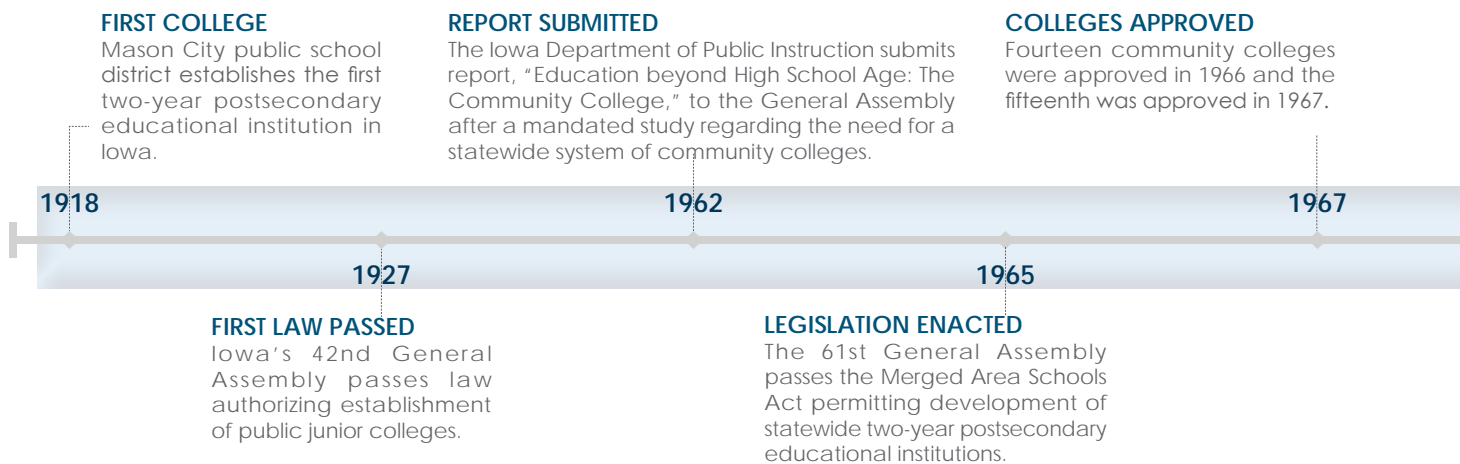 FIRST COLLEGE
Mason City public school
district establishes the first
two-year postsecondary
educational institution in
Iowa.
1918
FIRST LAW PASSED
Iowa's 42nd General
Assembly passes law
authorizing establishment
of public junior colleges.
1927
REPORT SUBMITTED
The Iowa Department of Public Instruction submits
report, "Education beyond High School Age: The
Community College," to the General Assembly
after a mandated study regarding the need for a
statewide system of community colleges.
1962
LEGISLATION ENACTED
The 61st General Assembly
passes the Merged Area Schools
Act permitting development of
statewide two-year postsecondary
educational institutions.
1965
COLLEGES APPROVED
Fourteen community colleges
were approved in 1966 and the
fifteenth was approved in 1967.
1967